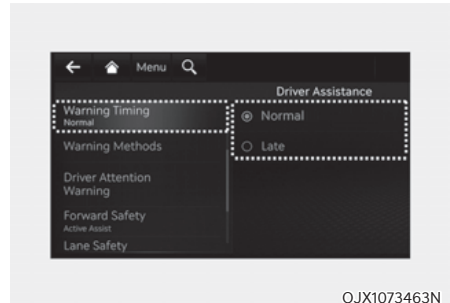 Menu
Driver Assistance
Warning Timing
Normal
Normal
Late
Warning Methods
Driver Attention
Warning
Forward Safety
Active Assist
Lane Safety
OJX1073463N